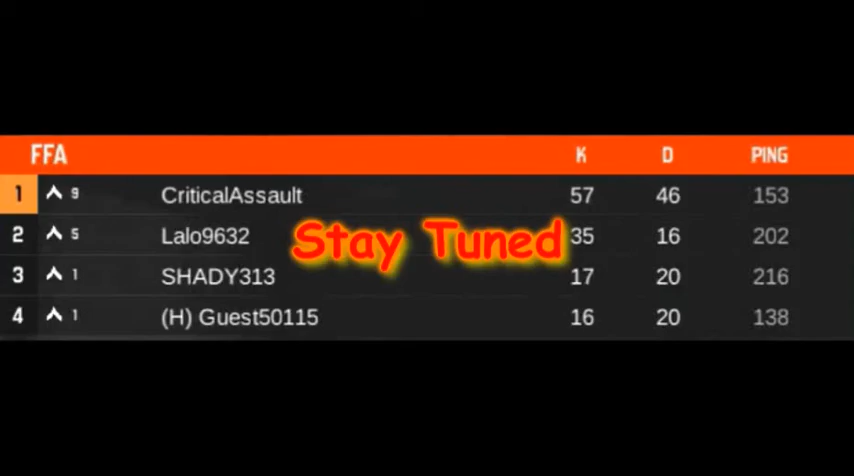 FFA K D PING
1 9 CriticalAssault 57 46 153
2 5 Lalo9632 35 16 202
Stay Tuned
3 1 SHADY313 17 20 216
4 1 (H) Guest50115 16 20 138